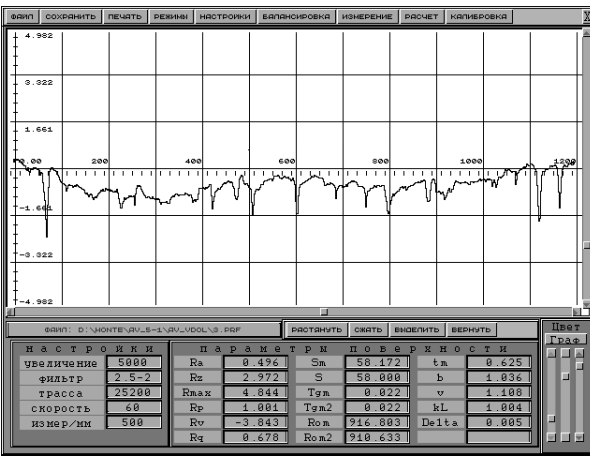 ФАЙЛ СОХРАНИТЬ ПЕЧАТЬ РЕЖИМЫ НАСТРОЙКИ БАЛАНСИРОВКА ИЗМЕРЕНИЕ РАСЧЕТ КАЛИБРОВКА X
4.982
3.322
1.661
0.00 200 400 600 800 1000 1200
-1.661
-3.322
-4.982
ФАЙЛ: D:\MONTE\AV_5-1\AV_VDOL\3.PRF РАСТЯНУТЬ СЖАТЬ ВЫДЕЛИТЬ ВЕРНУТЬ Цвет
Граф
Настройки Параметры поверхности
увеличение 5000 Ra 0.496 Sm 58.172 tm 0.625
фильтр 2.5-2 Rz 2.972 S 58.000 b 1.036
трасса 25200 Rmax 4.844 Tgm 0.022 v 1.108
скорость 60 Rp 1.001 Tgm2 0.022 kL 1.004
измер/мм 500 Rv -3.843 Rom 916.803 Delta 0.005
Rq 0.678 Rom2 910.633